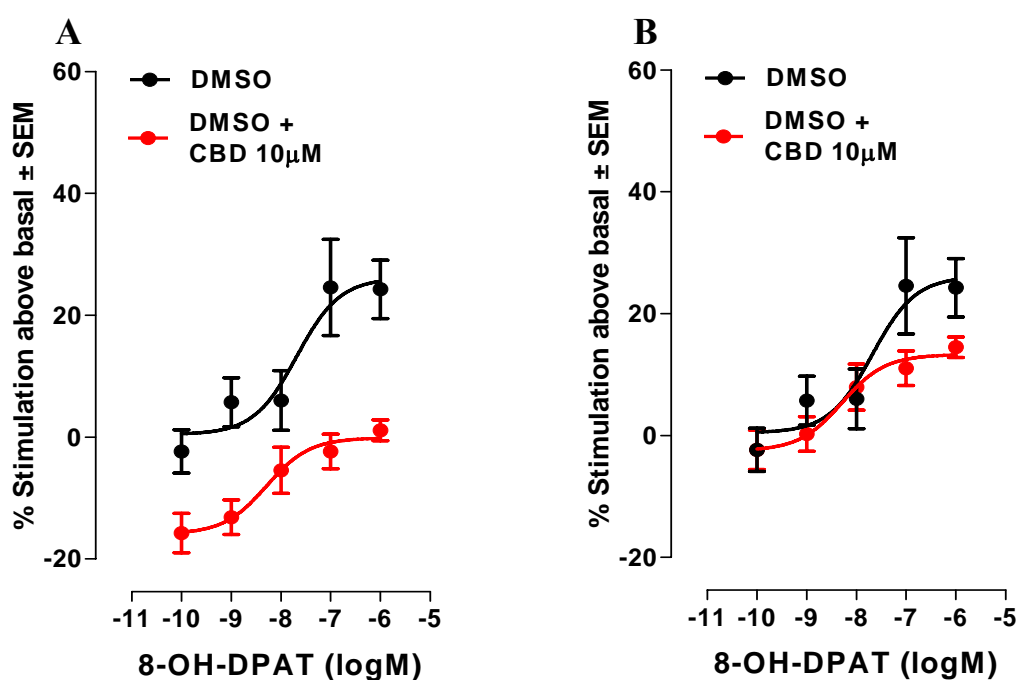 A
% Stimulation above basal ± SEM
60
40
20
0
-20
DMSO
DMSO +
CBD 10μM
-11 -10 -9 -8 -7 -6 -5
8-OH-DPAT (logM)
B
% Stimulation above basal ± SEM
60
40
20
0
-20
DMSO
DMSO +
CBD 10μM
-11 -10 -9 -8 -7 -6 -5
8-OH-DPAT (logM)